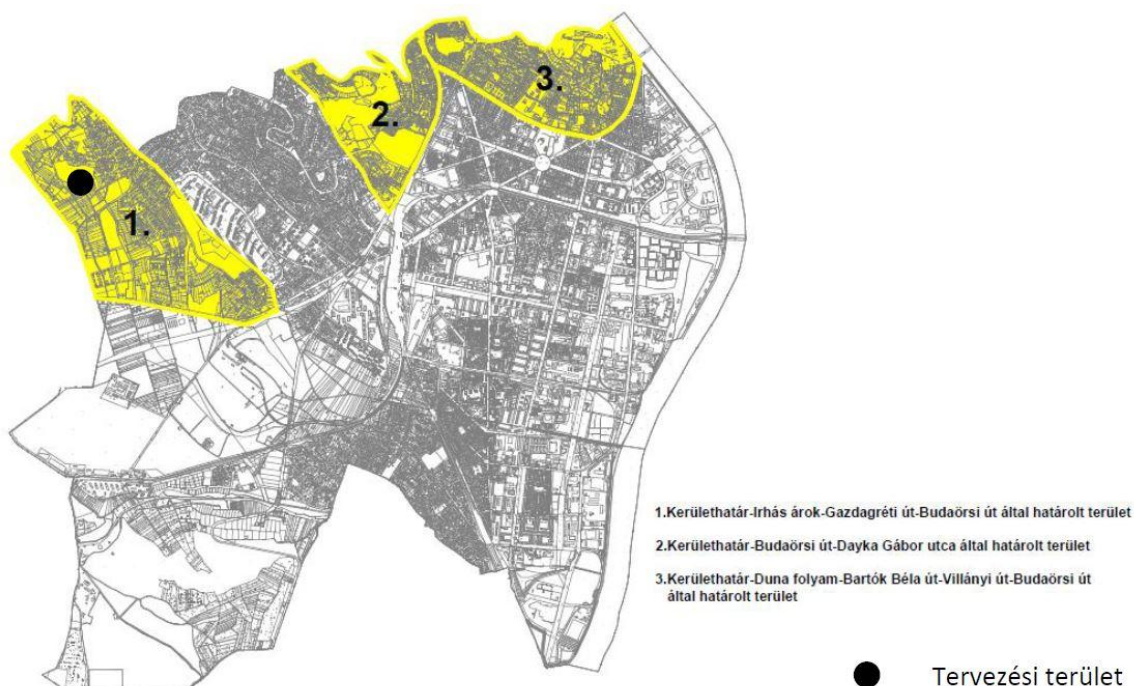 2.
3.
1.
1.Kerülethatár-Irhás árok-Gazdagréti út-Budaörsi út által határolt terület
2.Kerülethatár-Budaörsi út-Dayka Gábor utca által határolt terület
3.Kerülethatár-Duna folyam-Bartók Béla út-Villányi út-Budaörsi út
által határolt terület
Tervezési terület